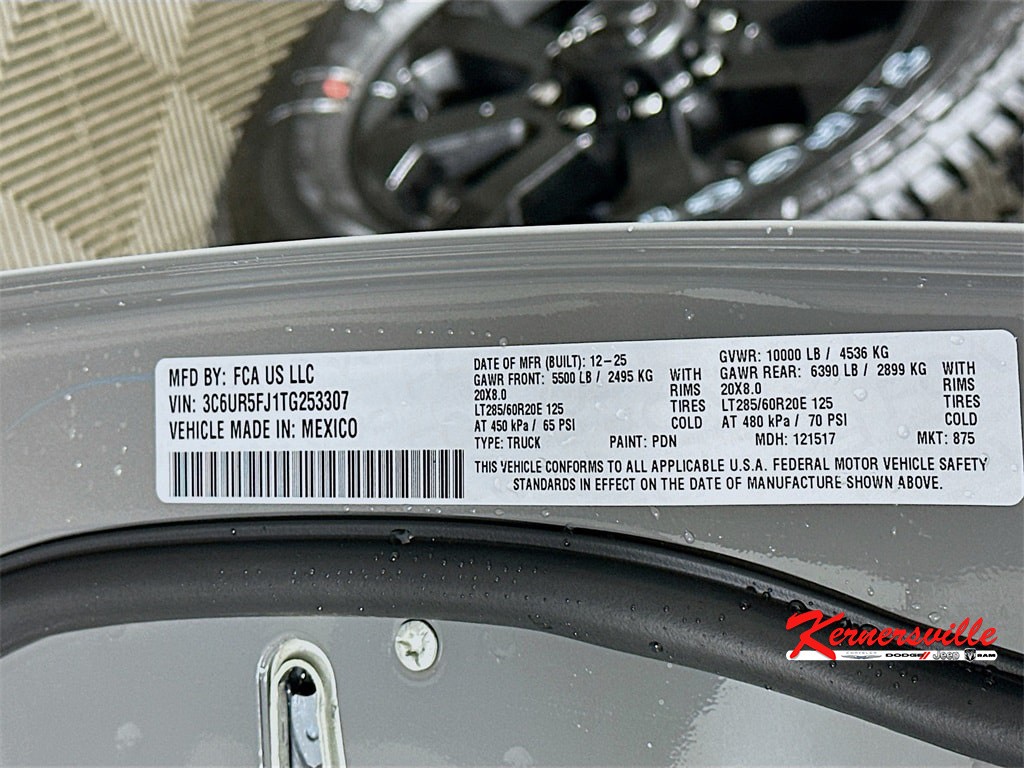 MFD BY: FCA US LLC
VIN: 3C6UR5FJ1TG253307
VEHICLE MADE IN: MEXICO
DATE OF MFR (BUILT): 12-25
GAWR FRONT: 5500 LB / 2495 KG
20X8.0
LT285/60R20E 125
AT 450 kPa / 65 PSI
WITH
RIMS
TIRES
COLD
GVWR: 10000 LB / 4536 KG
GAWR REAR: 6390 LB / 2899 KG
20X8.0
LT285/60R20E 125
AT 480 kPa / 70 PSI
WITH
RIMS
TIRES
COLD
TYPE: TRUCK PAINT: PDN MDH: 121517 MKT: 875
THIS VEHICLE CONFORMS TO ALL APPLICABLE U.S.A. FEDERAL MOTOR VEHICLE SAFETY
STANDARDS IN EFFECT ON THE DATE OF MANUFACTURE SHOWN ABOVE.
Kernersville
CHRYSLER DODGE Jeep RAM